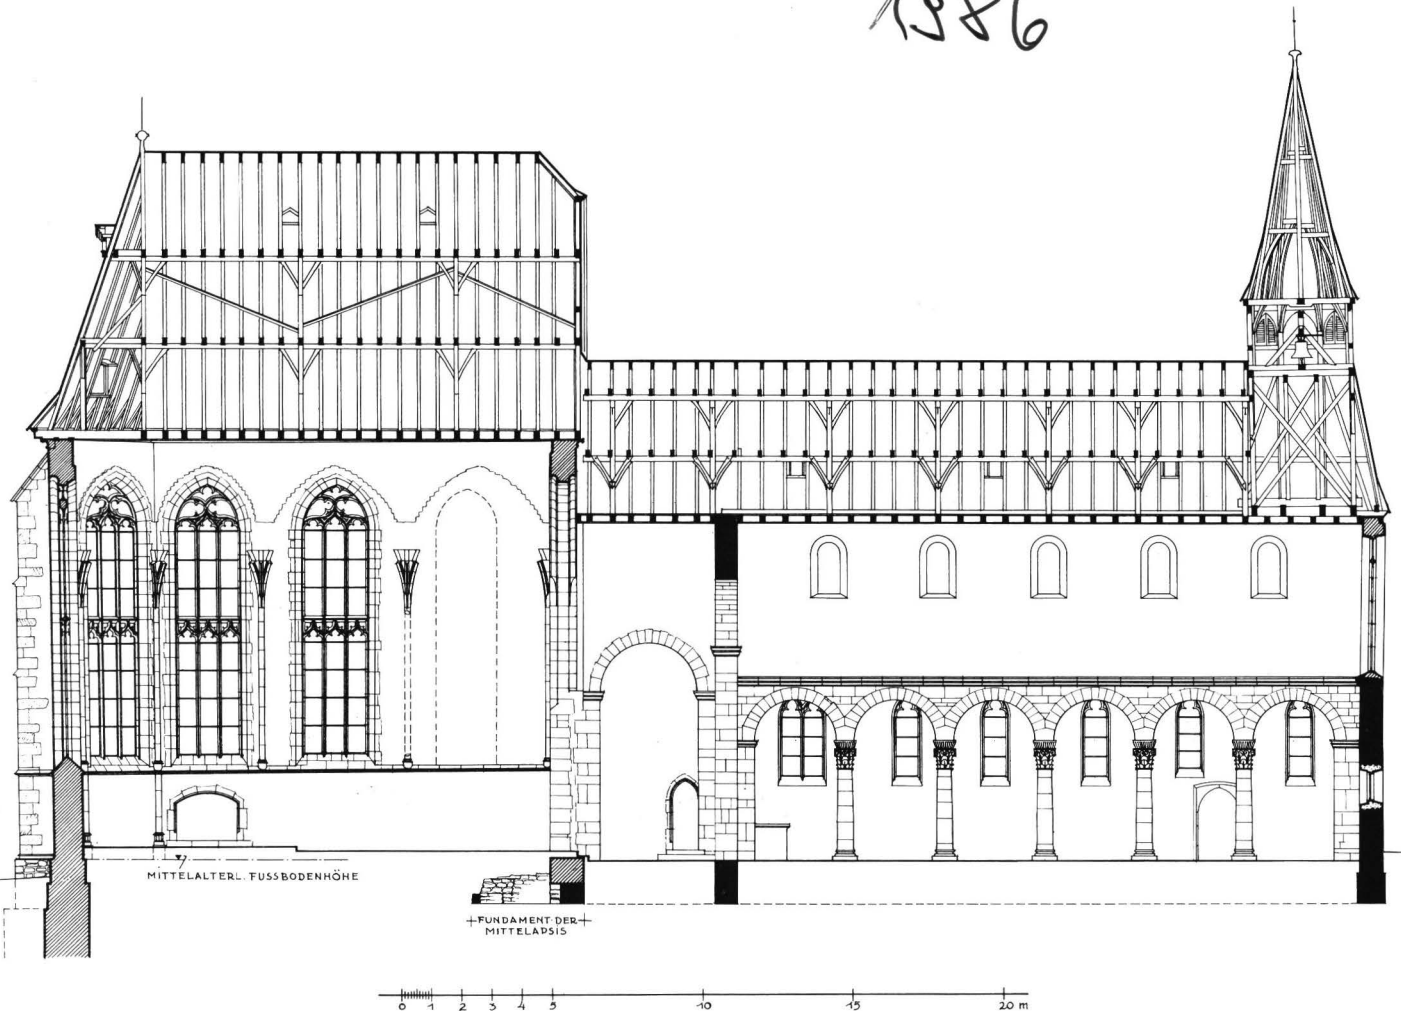 1986
MITTELALTERL. FUSSBODENHÖHE
FUNDAMENT DER
MITTELAPSIS
0 1 2 3 4 5 10 15 20 m